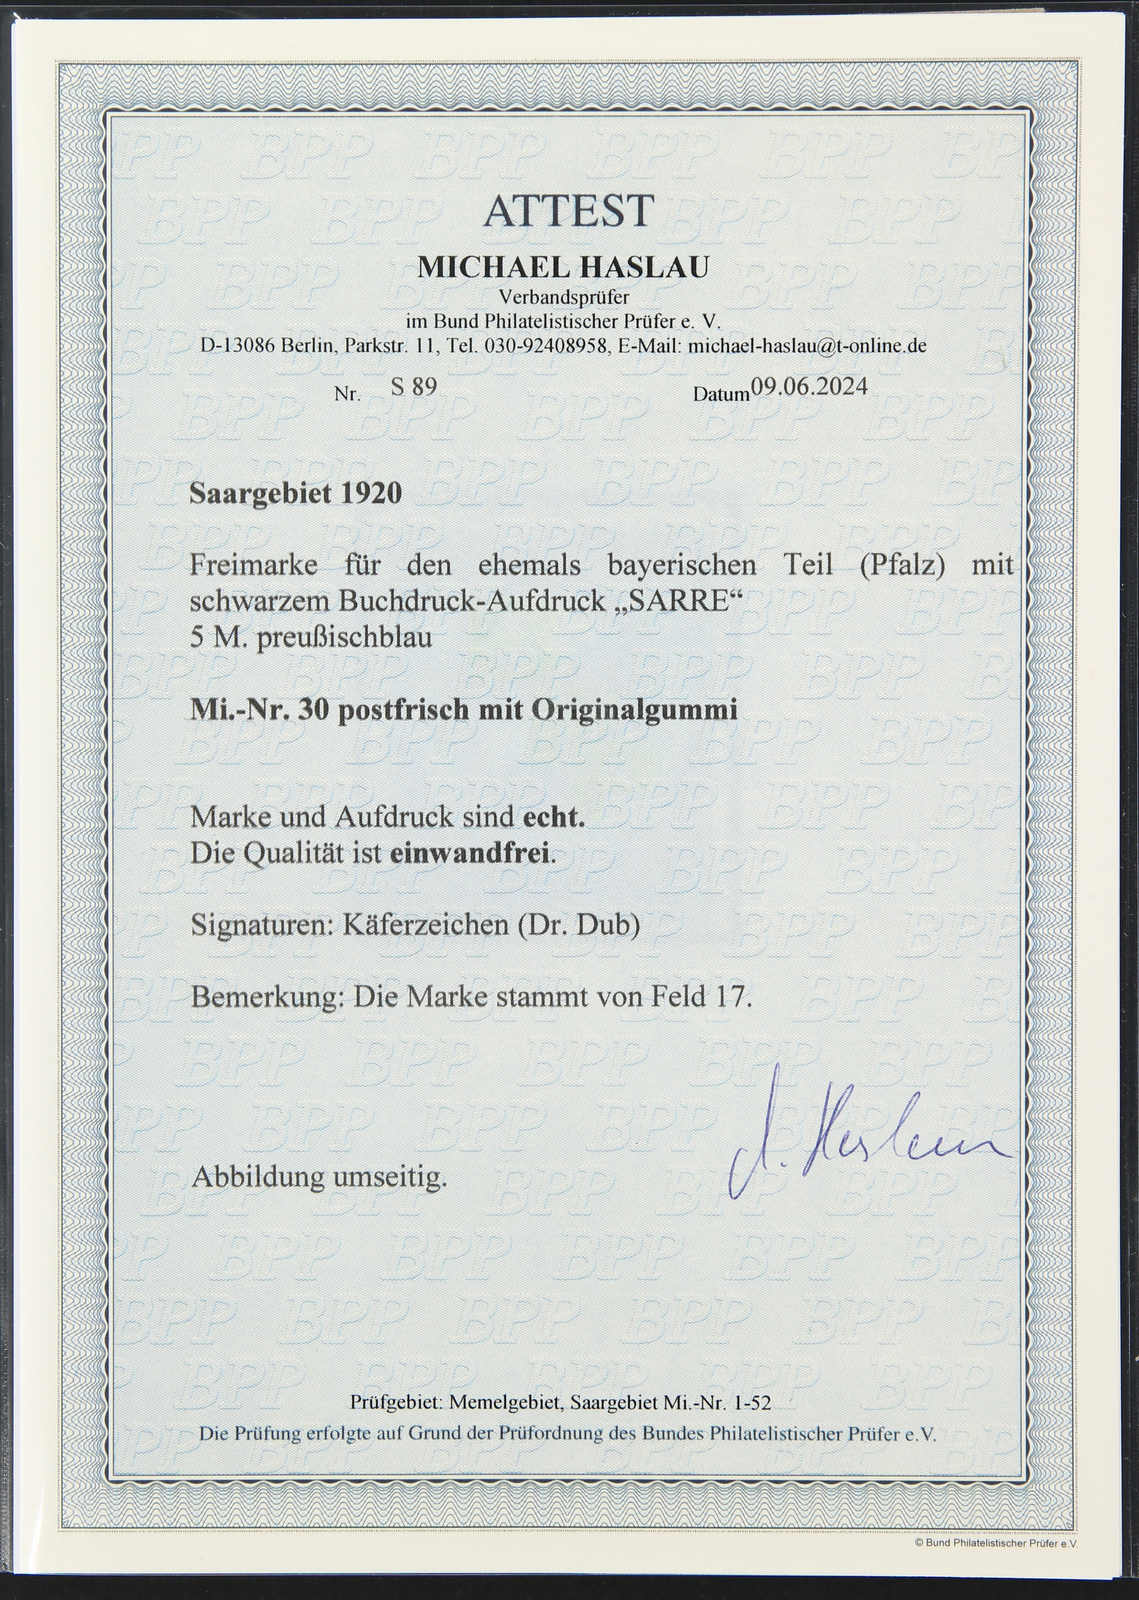 ATTEST
MICHAEL HASLAU
Verbandsprüfer
im Bund Philatelistischer Prüfer e. V.
D-13086 Berlin, Parkstr. 11, Tel. 030-92408958, E-Mail: michael-haslau@t-online.de
Nr. S 89 Datum 09.06.2024
Saargebiet 1920
Freimarke für den ehemals bayerischen Teil (Pfalz) mit
schwarzem Buchdruck-Aufdruck „SARRE“
5 M. preußischblau
Mi.-Nr. 30 postfrisch mit Originalgummi
Marke und Aufdruck sind echt.
Die Qualität ist einwandfrei.
Signaturen: Käferzeichen (Dr. Dub)
Bemerkung: Die Marke stammt von Feld 17.
Abbildung umseitig.
Prüfgebiet: Memelgebiet, Saargebiet Mi.-Nr. 1-52
Die Prüfung erfolgte auf Grund der Prüfordnung des Bundes Philatelistischer Prüfer e.V.
© Bund Philatelistischer Prüfer e.V.